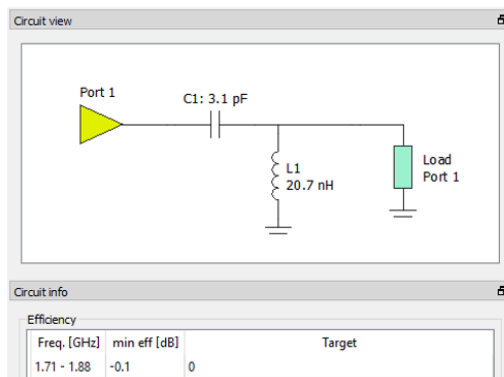 Circuit view
Port 1
C1: 3.1 pF
L1
20.7 nH
Load
Port 1
Circuit info
Efficiency
Freq. [GHz] min eff [dB] Target
1.71 - 1.88 -0.1 0